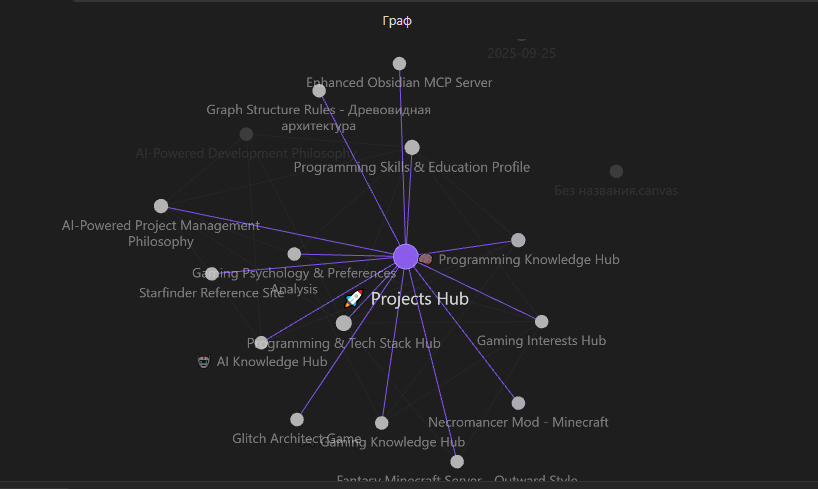 Граф
2025-09-25
Enhanced Obsidian MCP Server
Graph Structure Rules - Древовидная
архитектура
AI-Powered Development Philosophy
Programming Skills & Education Profile
Без названия.canvas
AI-Powered Project Management
Philosophy
🧠 Programming Knowledge Hub
Gaming Psychology & Preferences
Analysis
Starfinder Reference Site
🚀 Projects Hub
Programming & Tech Stack Hub
Gaming Interests Hub
🤖 AI Knowledge Hub
Necromancer Mod - Minecraft
Glitch Architect Game
Gaming Knowledge Hub
Fantasy Minecraft Server - Outward Style